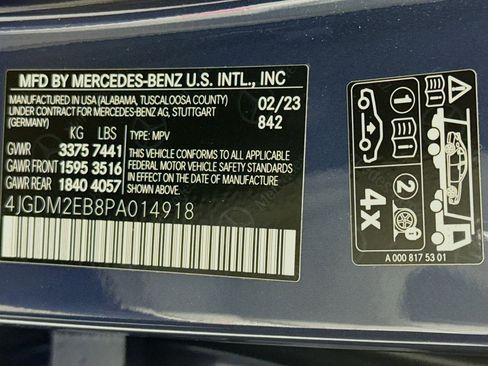 MFD BY MERCEDES-BENZ U.S. INTL., INC
MANUFACTURED IN USA (ALABAMA, TUSCALOOSA COUNTY) 02/23
UNDER CONTRACT FOR MERCEDES-BENZ AG, STUTTGART
(GERMANY) 842
KG LBS TYPE: MPV
GVWR 3375 7441 THIS VEHICLE CONFORMS TO ALL APPLICABLE
GAWR FRONT 1595 3516 FEDERAL MOTOR VEHICLE SAFETY STANDARDS
GAWR REAR 1840 4057 IN EFFECT ON THE DATE OF MANUFACTURE
SHOWN ABOVE.
4JGDM2EB8PA014918
1
2
4x
A 000 817 53 01